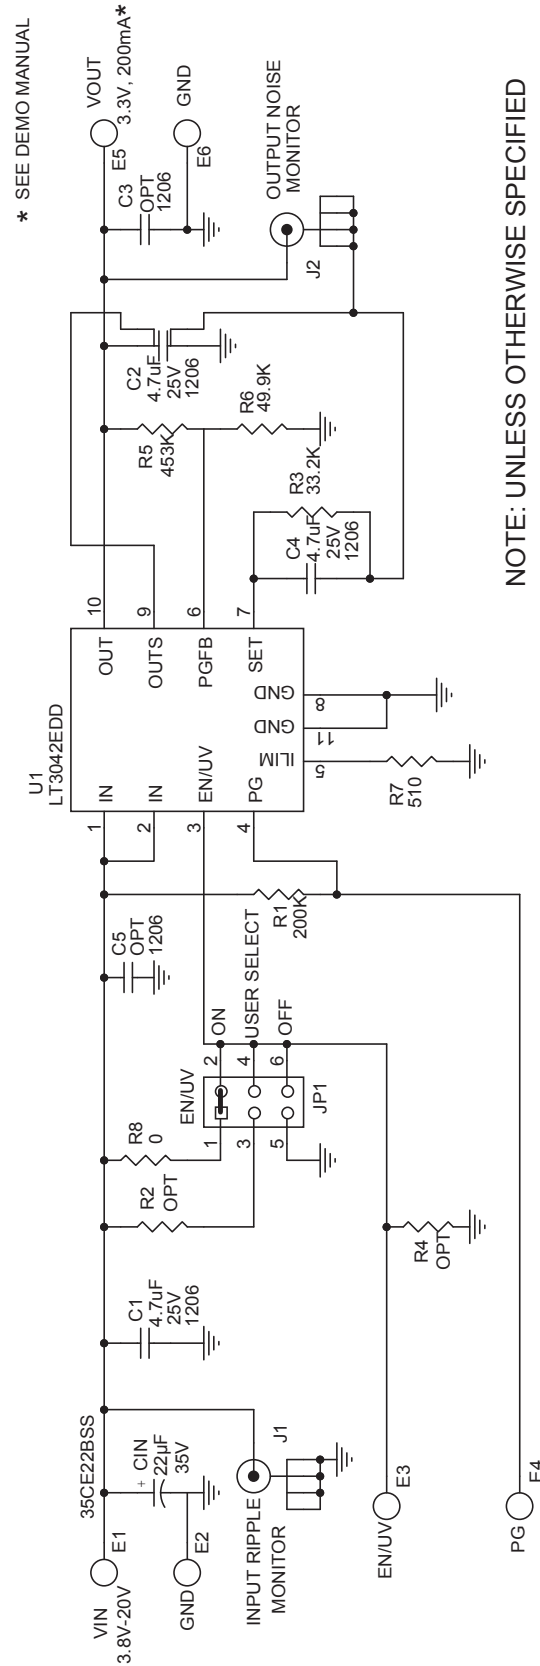 * SEE DEMO MANUAL
VIN
3.8V-20V
E1
GND
E2
35CE22BSS
+
CIN
22µF
35V
INPUT RIPPLE
MONITOR
J1
C1
4.7uF
25V
1206
R2
OPT
R8
0
EN/UV
1
2
ON
3
4
USER SELECT
5
6
OFF
JP1
EN/UV
E3
R4
OPT
PG
E4
C5
OPT
1206
R1
200K
U1
LT3042EDD
1
IN
2
IN
3
EN/UV
4
PG
5
ILIM
11
GND
8
GND
OUT
10
OUTS
9
PGFB
6
SET
7
R7
510
C4
4.7uF
25V
1206
R3
33.2K
R5
453K
R6
49.9K
C2
4.7uF
25V
1206
C3
OPT
1206
J2
OUTPUT NOISE
MONITOR
E5
VOUT
3.3V, 200mA*
E6
GND
NOTE: UNLESS OTHERWISE SPECIFIED